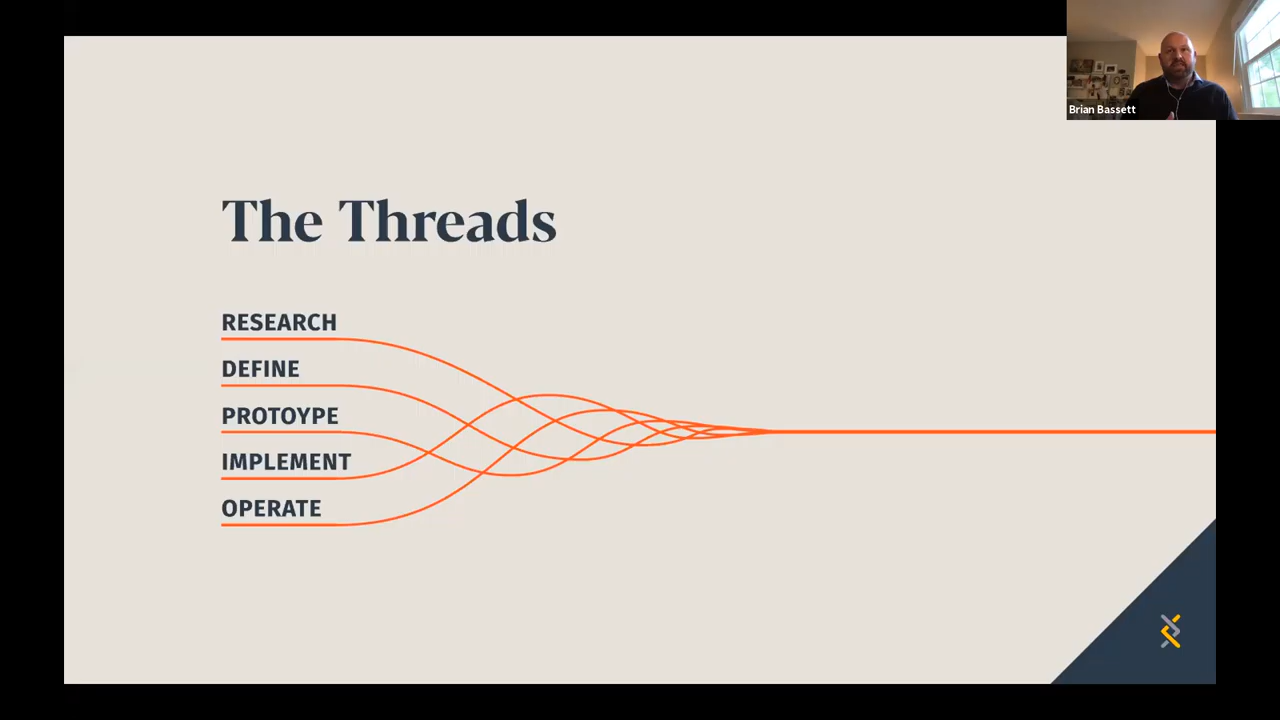 Brian Bassett
The Threads
RESEARCH
DEFINE
PROTOYPE
IMPLEMENT
OPERATE